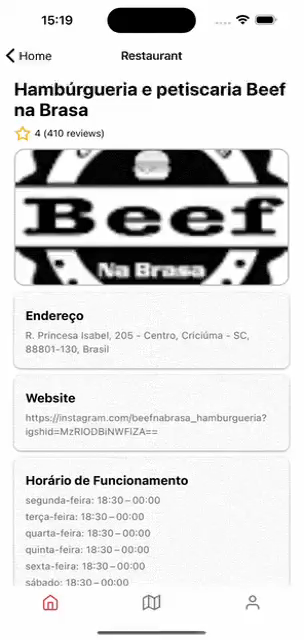 15:19
Home
Restaurant
Hambúrgueria e petiscaria Beef
na Brasa
4 (410 reviews)
Beef
Na Brasa
Endereço
R. Princesa Isabel, 205 - Centro, Criciúma - SC,
88801-130, Brasil
Website
https://instagram.com/beefnabrasa_hamburgueria?
igshid=MzRlODBiNWFlZA==
Horário de Funcionamento
segunda-feira: 18:30 – 00:00
terça-feira: 18:30 – 00:00
quarta-feira: 18:30 – 00:00
quinta-feira: 18:30 – 00:00
sexta-feira: 18:30 – 00:00
sábado: 18:30 – 00:00